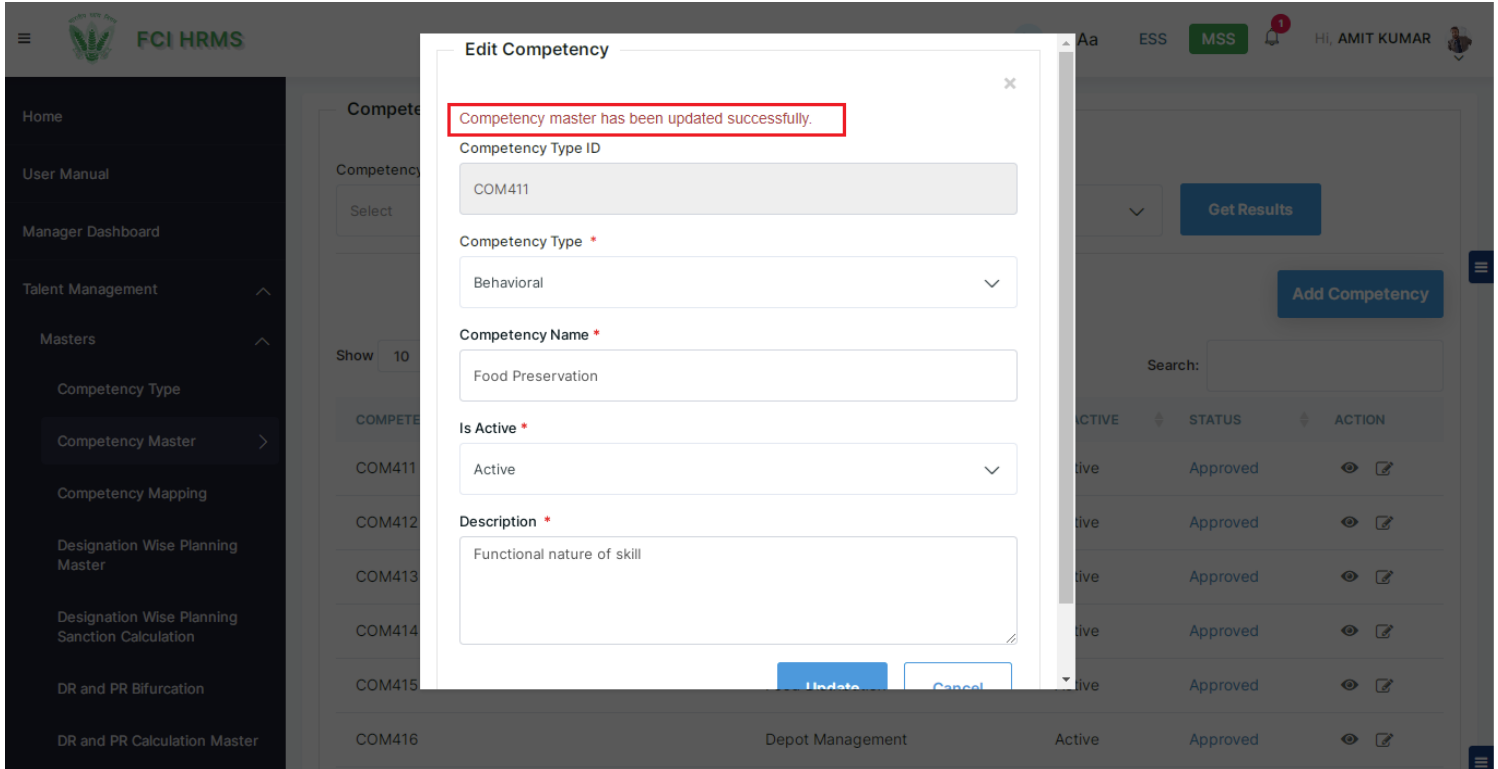 FCI HRMS
Aa
ESS
MSS
1
Hi, AMIT KUMAR
Home
User Manual
Manager Dashboard
Talent Management
Masters
Competency Type
Competency Master
Competency Mapping
Designation Wise Planning
Master
Designation Wise Planning
Sanction Calculation
DR and PR Bifurcation
DR and PR Calculation Master
Compete
Competency
Select
Get Results
Add Competency
Show 10
Search:
COMPETE
ACTIVE STATUS ACTION
COM411 tive Approved
COM412 tive Approved
COM413 tive Approved
COM414 tive Approved
COM415 Active Approved
COM416 Depot Management Active Approved
Edit Competency
×
Competency master has been updated successfully.
Competency Type ID
COM411
Competency Type *
Behavioral
Competency Name *
Food Preservation
Is Active *
Active
Description *
Functional nature of skill
Update Cancel